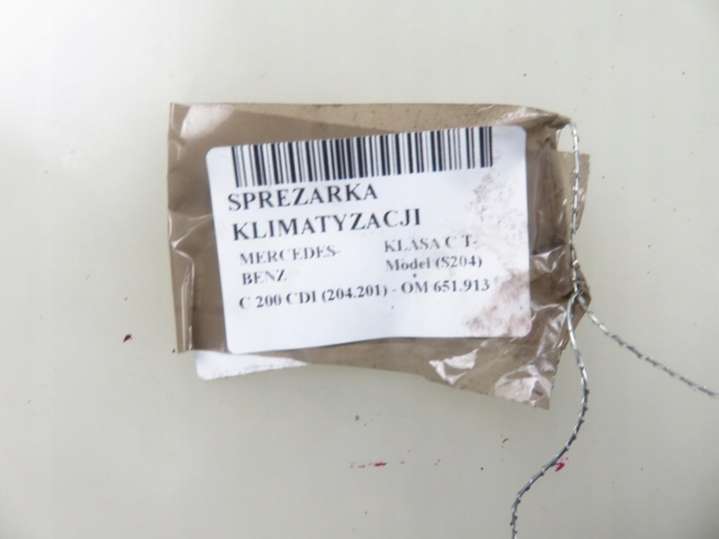 SPREZARKA
KLIMATYZACJI
MERCEDES-BENZ KLASA C T-Model (S204)
C 200 CDI (204.201) - OM 651.913